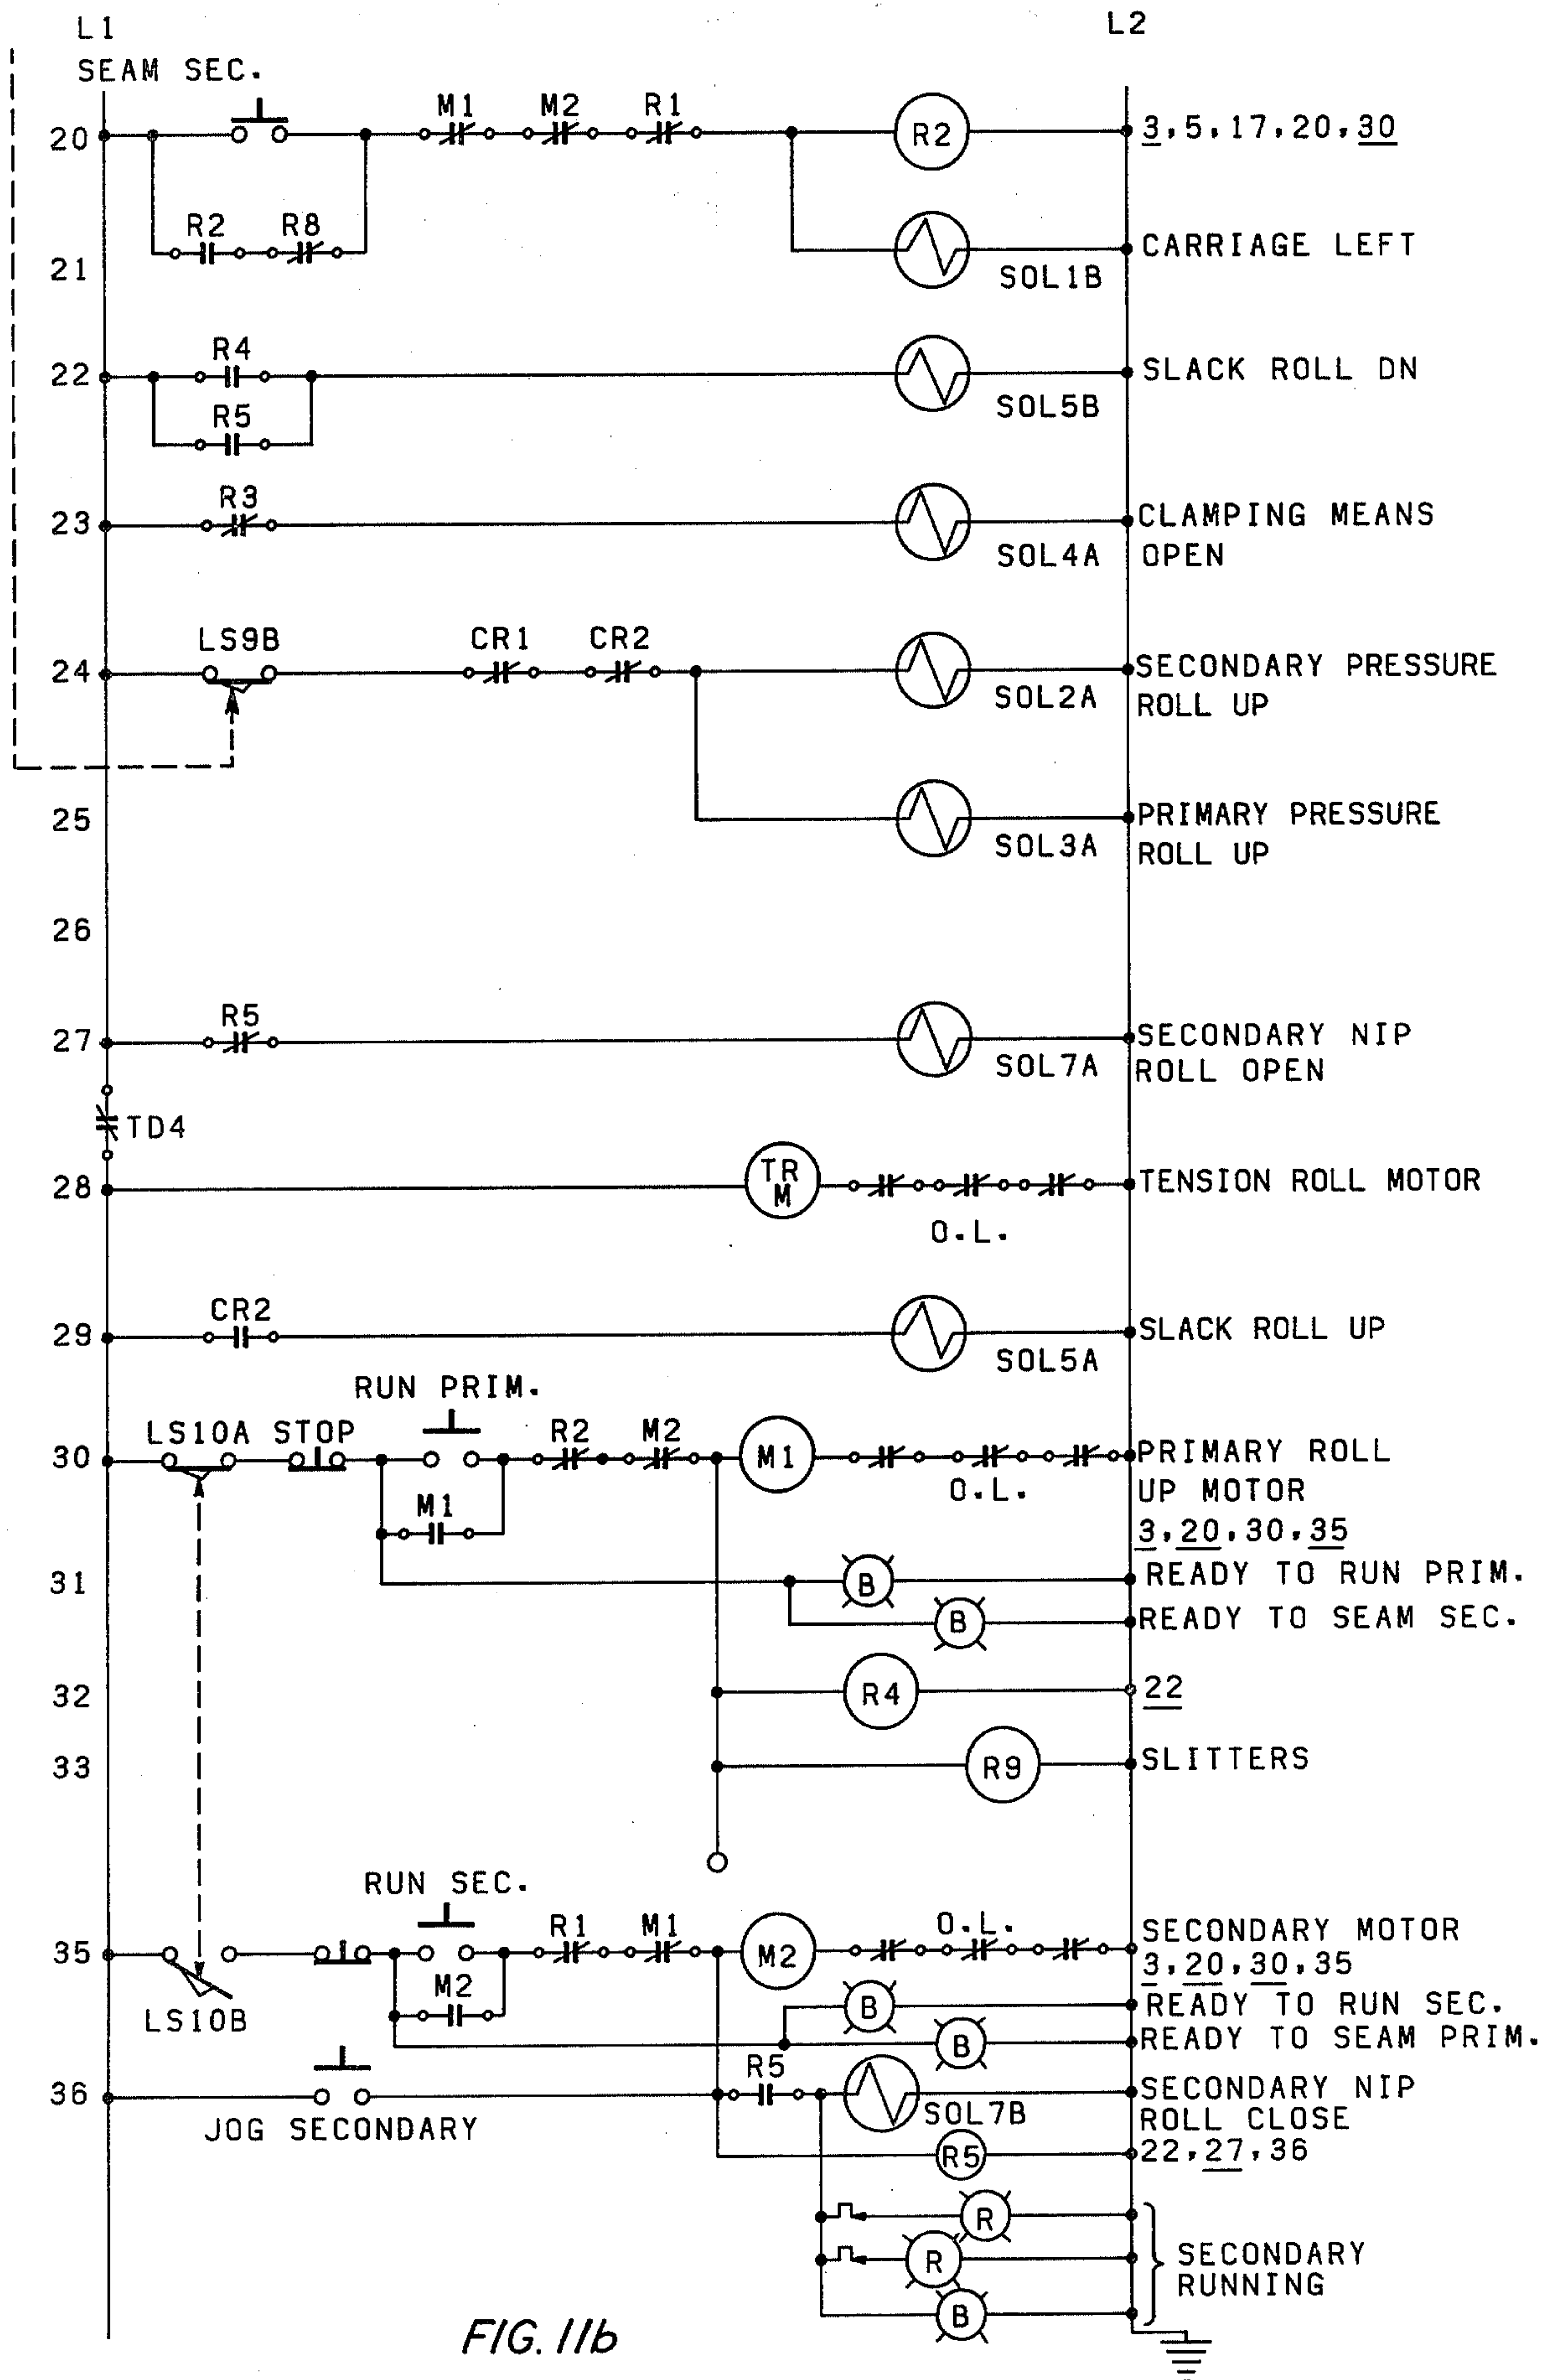 L1
L2
SEAM SEC.
M1 M2 R1
20 R2 3,5,17,20,30
R2 R8
21 SOL1B CARRIAGE LEFT
R4
22 SOL5B SLACK ROLL DN
R5
R3
23 SOL4A CLAMPING MEANS
OPEN
LS9B CR1 CR2
24 SOL2A SECONDARY PRESSURE
ROLL UP
25 SOL3A PRIMARY PRESSURE
ROLL UP
26
R5
27 SOL7A SECONDARY NIP
ROLL OPEN
TD4
28 TR M TENSION ROLL MOTOR
O.L.
CR2
29 SOL5A SLACK ROLL UP
RUN PRIM.
LS10A STOP R2 M2
30 M1 O.L. PRIMARY ROLL
UP MOTOR
M1
3,20,30,35
31 B READY TO RUN PRIM.
B READY TO SEAM SEC.
32 R4 22
33 R9 SLITTERS
RUN SEC.
R1 M1 O.L.
35 M2 SECONDARY MOTOR
3,20,30,35
M2
LS10B
B READY TO RUN SEC.
B READY TO SEAM PRIM.
R5
36 SOL7B SECONDARY NIP
ROLL CLOSE
JOG SECONDARY
R5 22,27,36
R
R SECONDARY
RUNNING
B
FIG. 11b